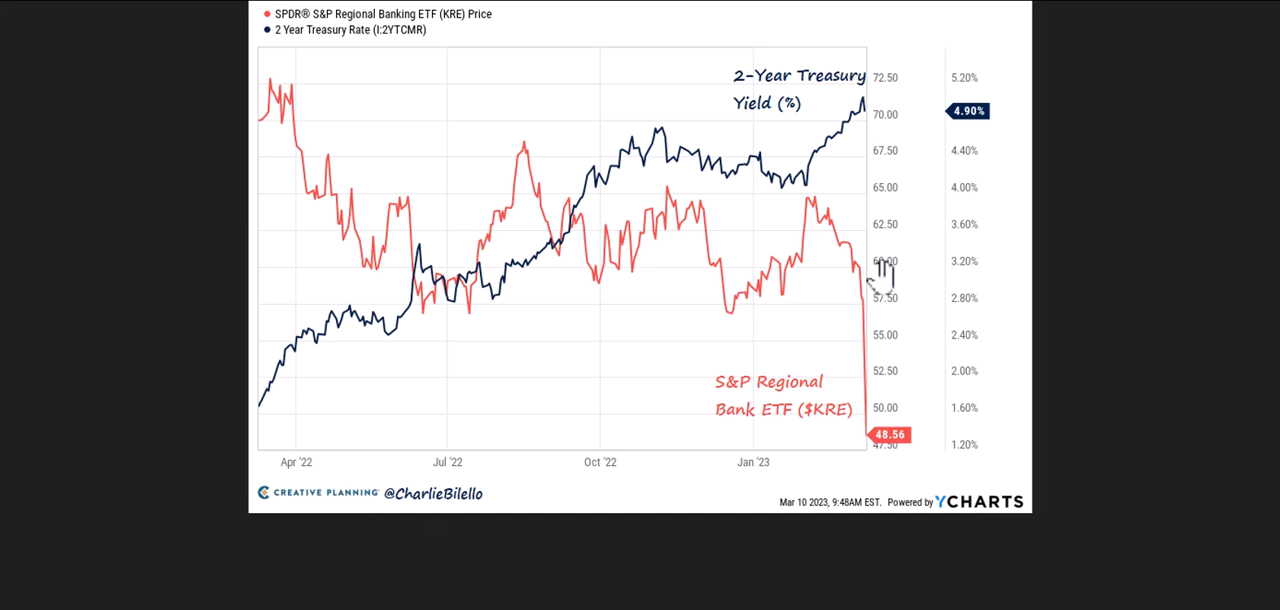 SPDR® S&P Regional Banking ETF (KRE) Price
2 Year Treasury Rate (I:2YTCMR)
2-Year Treasury
Yield (%)
72.50 5.20%
70.00 4.90%
67.50 4.40%
65.00 4.00%
62.50 3.60%
60.00 3.20%
57.50 2.80%
55.00 2.40%
52.50 2.00%
S&P Regional
Bank ETF ($KRE)
50.00 1.60%
48.56
47.50 1.20%
Apr '22 Jul '22 Oct '22 Jan '23
CREATIVE PLANNING @CharlieBilello
Mar 10 2023, 9:48AM EST. Powered by YCHARTS